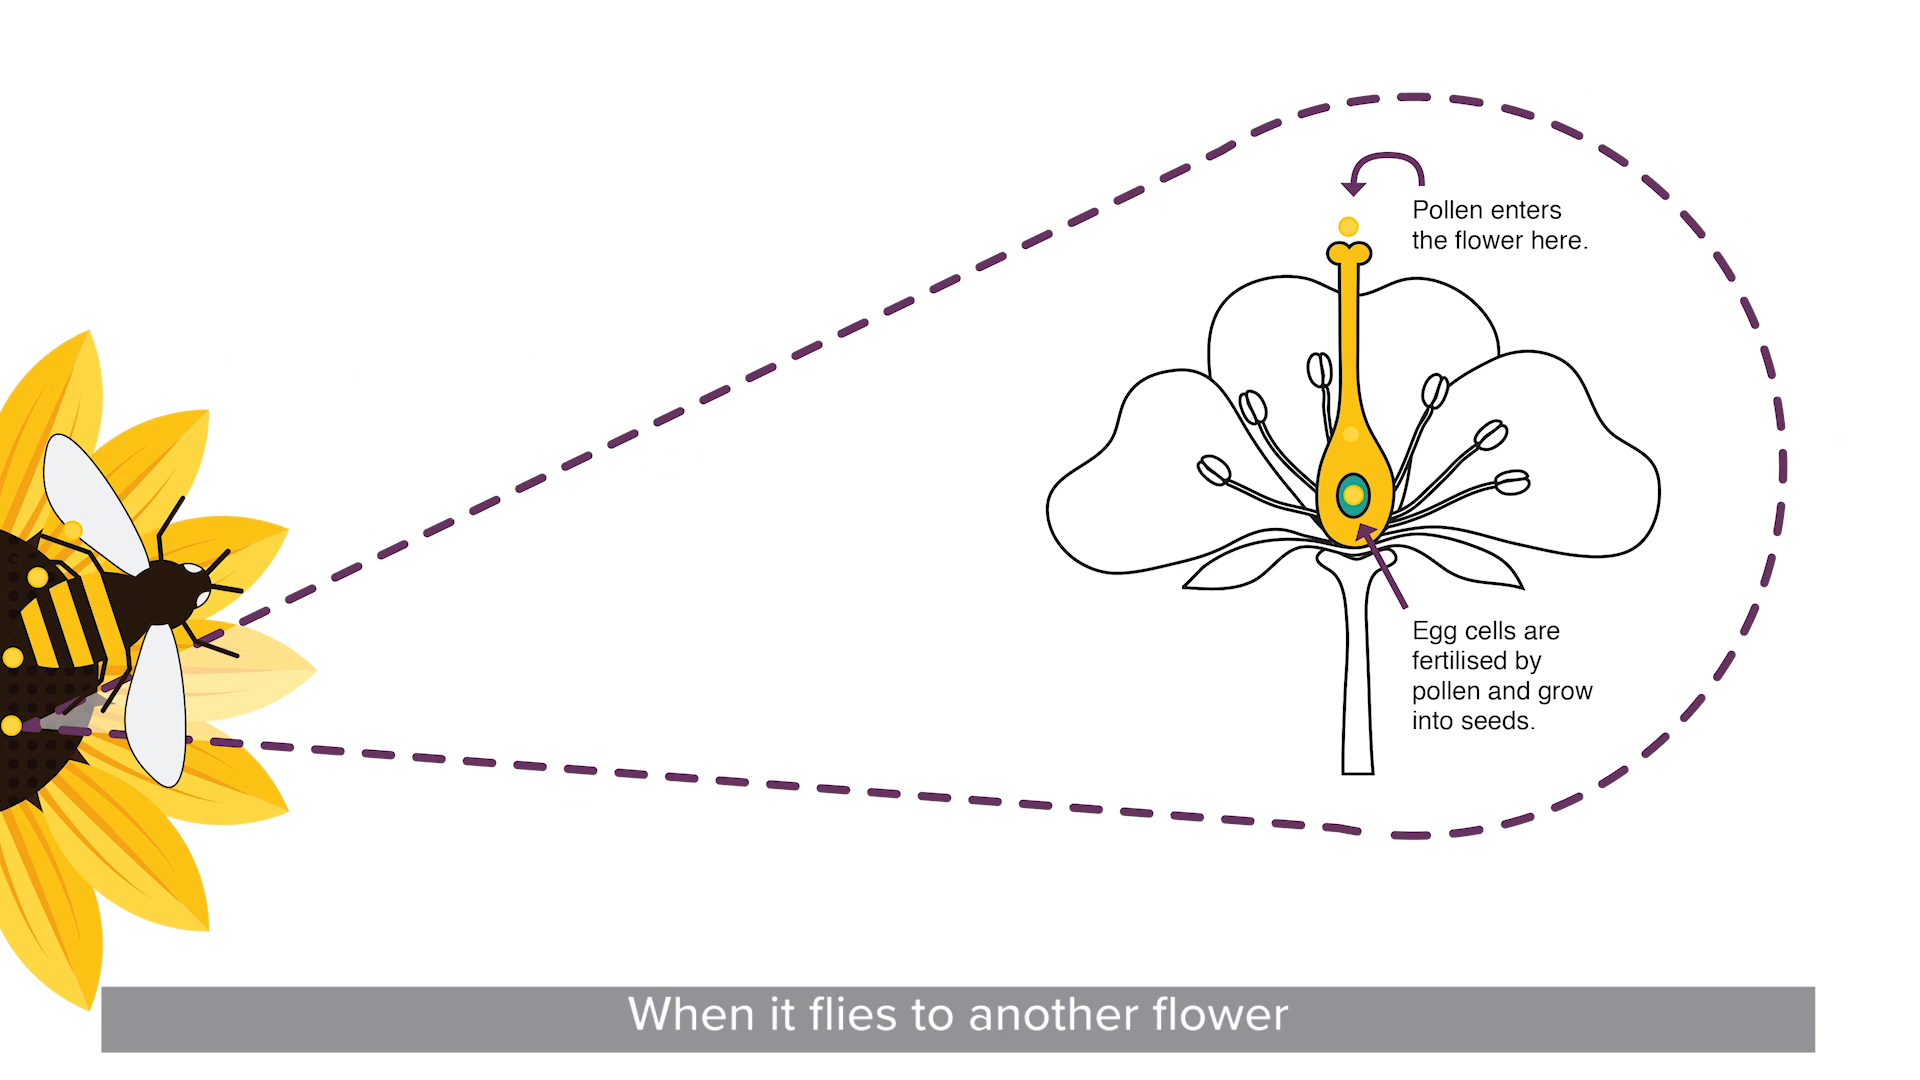 Pollen enters
the flower here.
Egg cells are
fertilised by
pollen and grow
into seeds.
When it flies to another flower